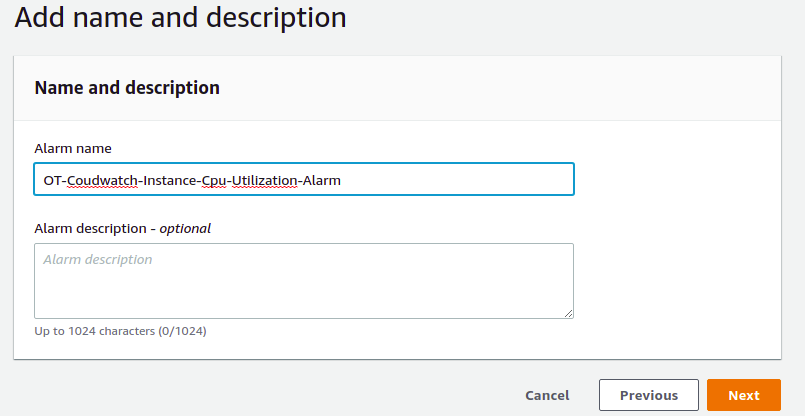 Add name and description
Name and description
Alarm name
OT-Coudwatch-Instance-Cpu-Utilization-Alarm
Alarm description - optional
Alarm description
Up to 1024 characters (0/1024)
Cancel Previous Next